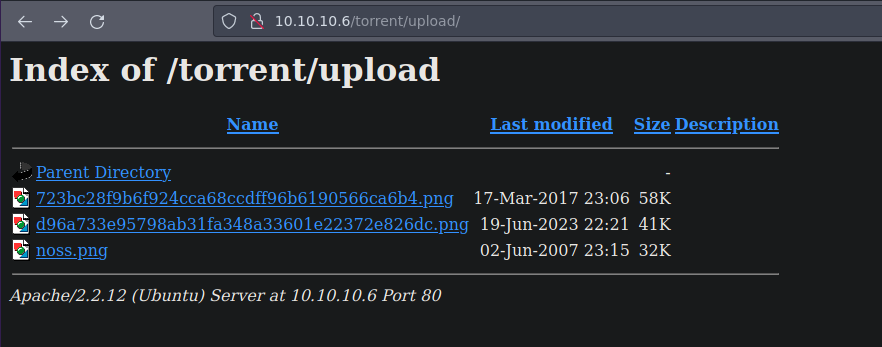 10.10.10.6/torrent/upload/
Index of /torrent/upload
Name Last modified Size Description
Parent Directory -
723bc28f9b6f924cca68ccdff96b6190566ca6b4.png 17-Mar-2017 23:06 58K
d96a733e95798ab31fa348a33601e22372e826dc.png 19-Jun-2023 22:21 41K
noss.png 02-Jun-2007 23:15 32K
Apache/2.2.12 (Ubuntu) Server at 10.10.10.6 Port 80